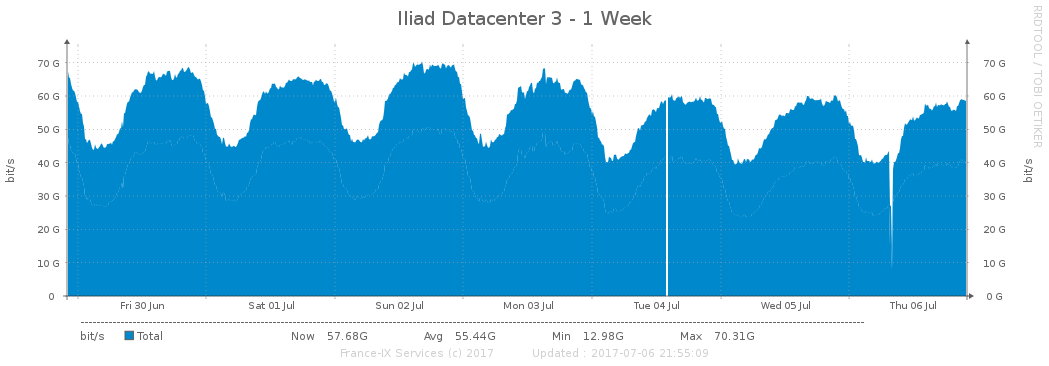 Iliad Datacenter 3 - 1 Week
RRDTOOL / TOBI OETIKER
bit/s
70 G 70 G
60 G 60 G
50 G 50 G
40 G 40 G
30 G 30 G
20 G 20 G
10 G 10 G
0 0 G
bit/s
Fri 30 Jun Sat 01 Jul Sun 02 Jul Mon 03 Jul Tue 04 Jul Wed 05 Jul Thu 06 Jul
bit/s Total Now 57.68G Avg 55.44G Min 12.98G Max 70.31G
France-IX Services (c) 2017 Updated : 2017-07-06 21:55:09